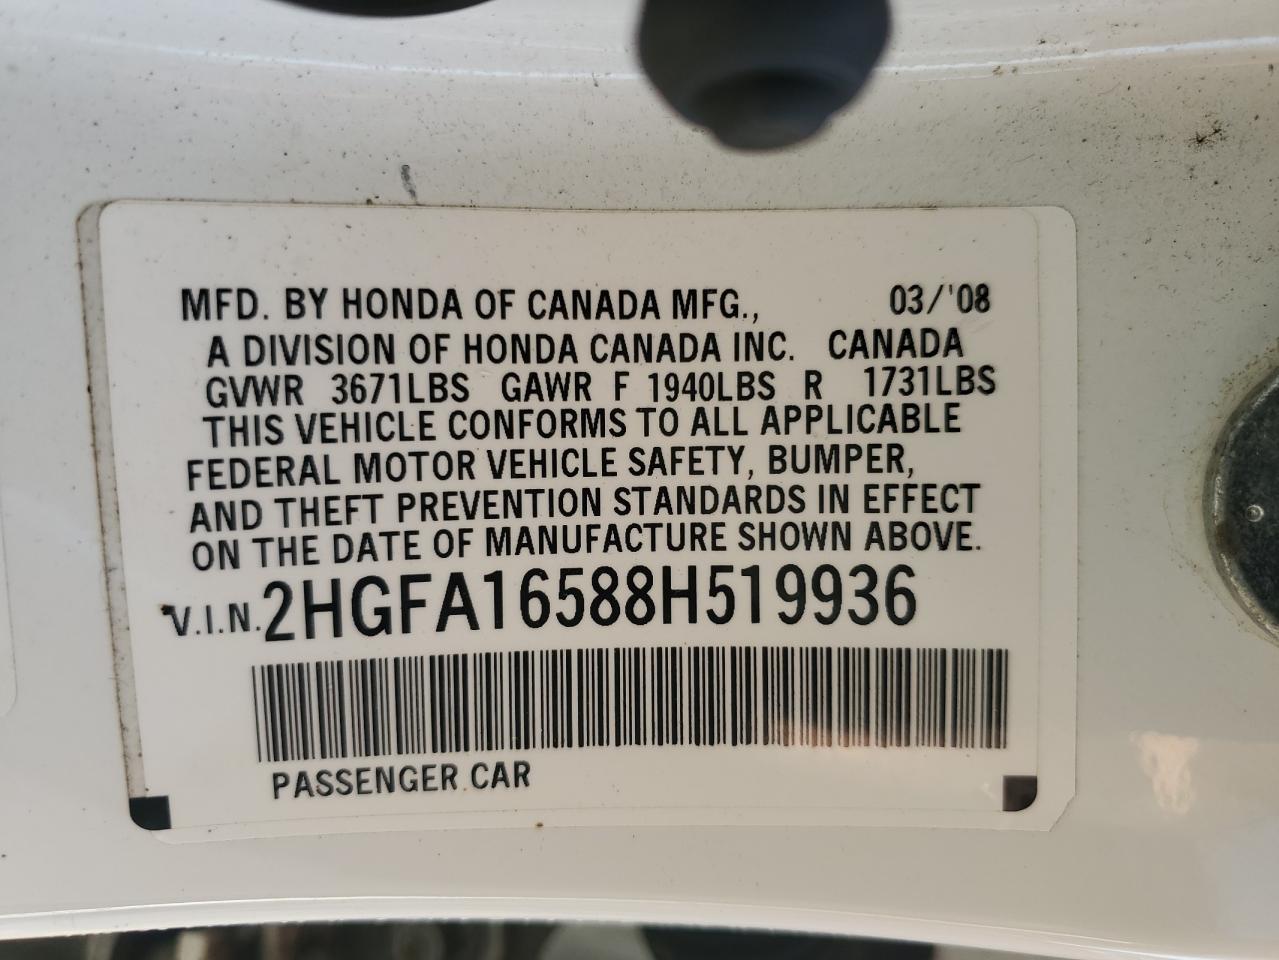 MFD. BY HONDA OF CANADA MFG., 03/'08
A DIVISION OF HONDA CANADA INC. CANADA
GVWR 3671LBS GAWR F 1940LBS R 1731LBS
THIS VEHICLE CONFORMS TO ALL APPLICABLE
FEDERAL MOTOR VEHICLE SAFETY, BUMPER,
AND THEFT PREVENTION STANDARDS IN EFFECT
ON THE DATE OF MANUFACTURE SHOWN ABOVE.
V.I.N. 2HGFA16588H519936
PASSENGER CAR